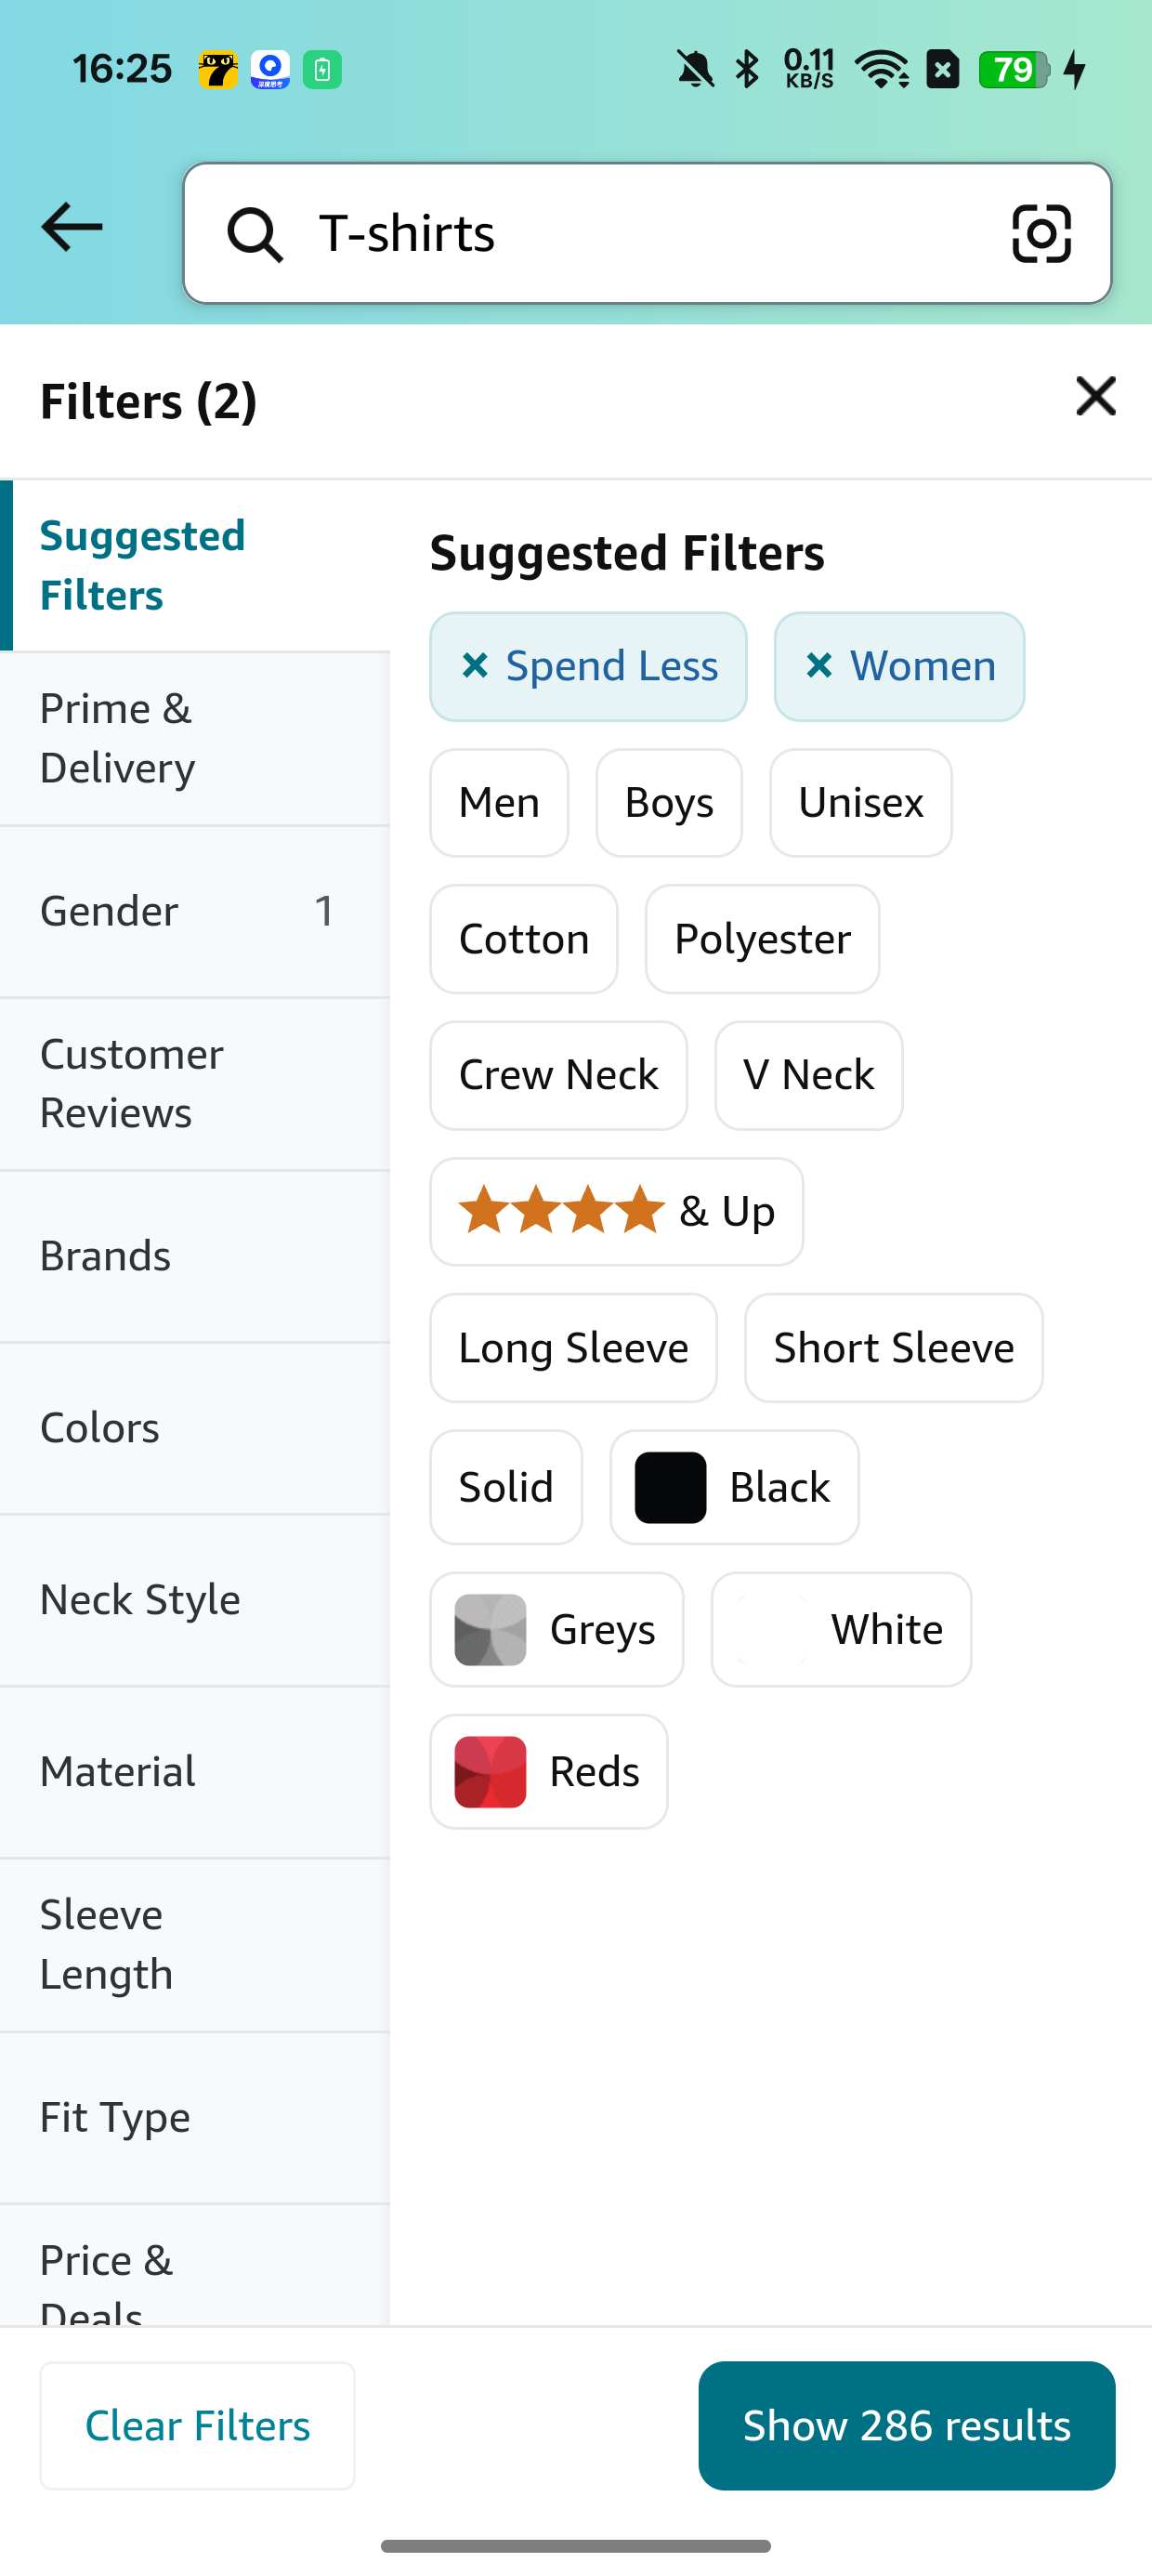 16:25
0.11
KB/S
79
T-shirts
Filters (2)
Suggested
Filters
Prime &
Delivery
Gender 1
Customer
Reviews
Brands
Colors
Neck Style
Material
Sleeve
Length
Fit Type
Price &
Deals
Suggested Filters
× Spend Less × Women
Men Boys Unisex
Cotton Polyester
Crew Neck V Neck
& Up
Long Sleeve Short Sleeve
Solid Black
Greys White
Reds
Clear Filters Show 286 results